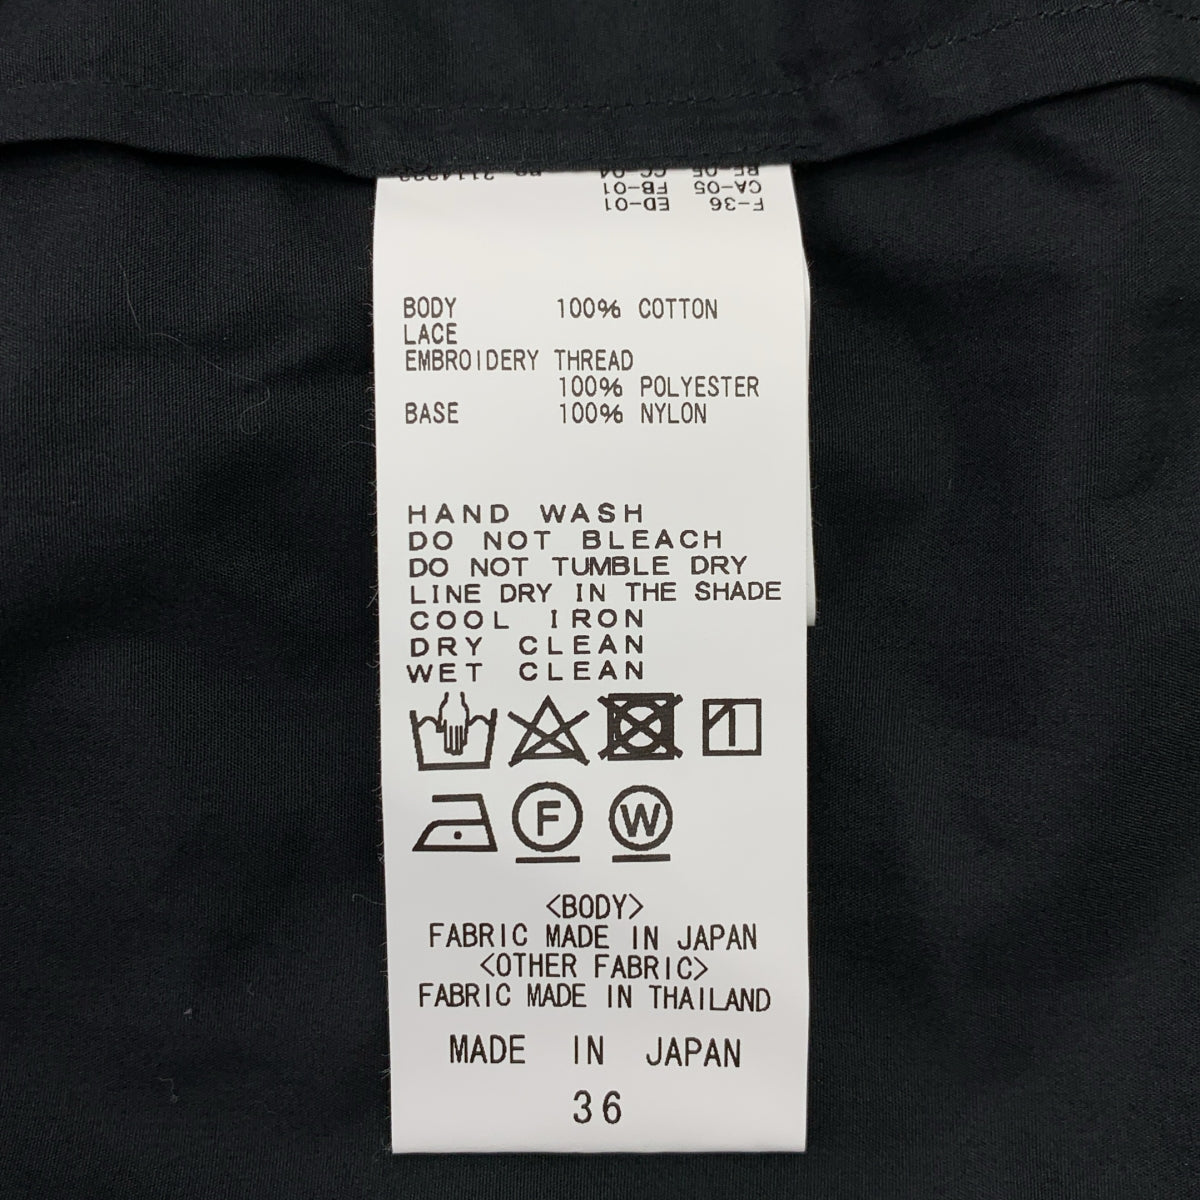 F-36 ED-01
CA-05 FB-01
BODY 100% COTTON
LACE
EMBROIDERY THREAD
100% POLYESTER
BASE 100% NYLON
HAND WASH
DO NOT BLEACH
DO NOT TUMBLE DRY
LINE DRY IN THE SHADE
COOL IRON
DRY CLEAN
WET CLEAN
F W
<BODY>
FABRIC MADE IN JAPAN
<OTHER FABRIC>
FABRIC MADE IN THAILAND
MADE IN JAPAN
36